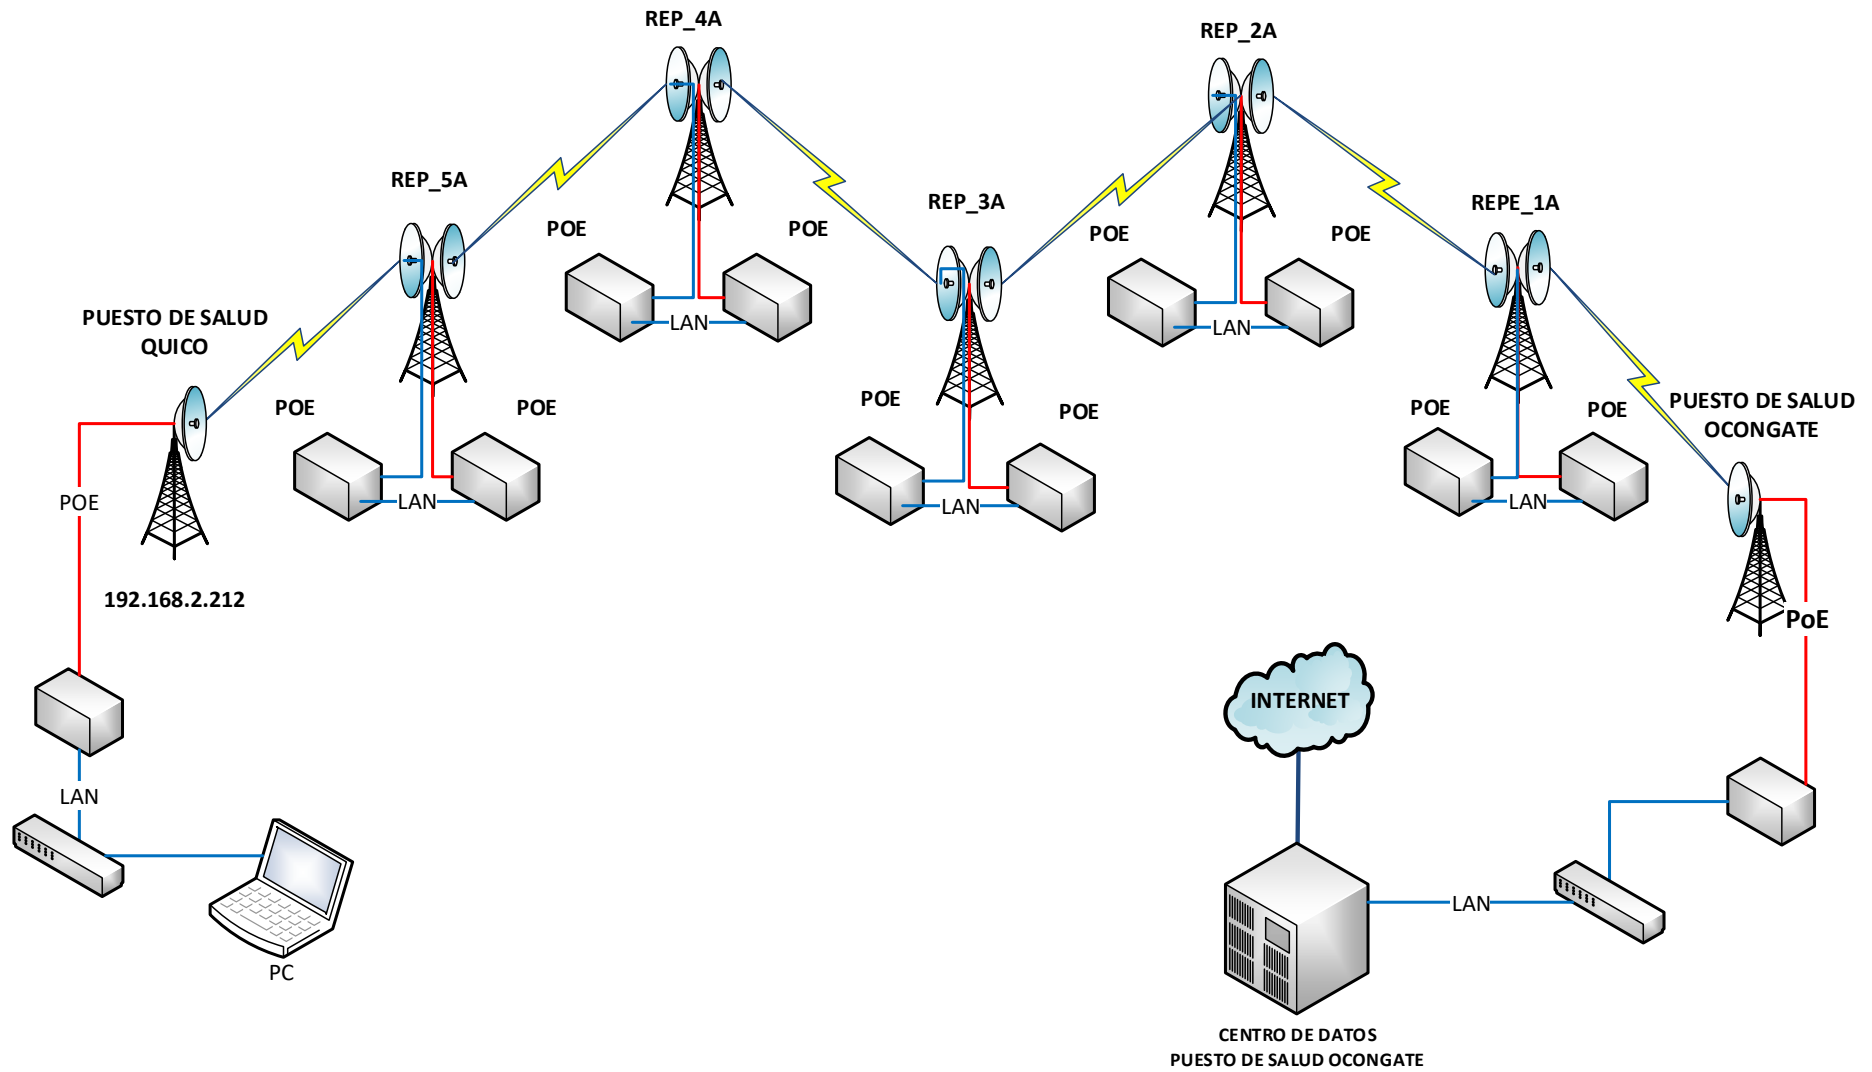 REP_4A
REP_2A
REP_5A
REP_3A
REPE_1A
POE
POE
POE
POE
LAN
LAN
PUESTO DE SALUD
QUICO
POE
POE
POE
POE
POE
POE
PUESTO DE SALUD
OCONGATE
POE
LAN
LAN
LAN
192.168.2.212
PoE
INTERNET
LAN
LAN
PC
CENTRO DE DATOS
PUESTO DE SALUD OCONGATE